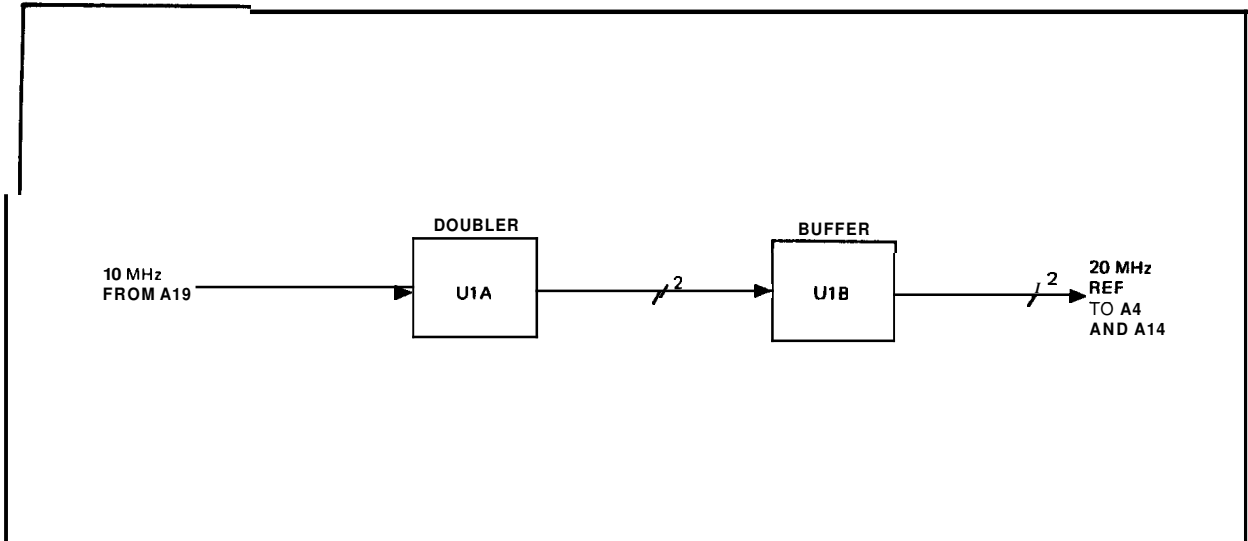 DOUBLER
BUFFER
10 MHz
FROM A19
U1A
2
U1B
2
20 MHz
REF
TO A4
AND A14